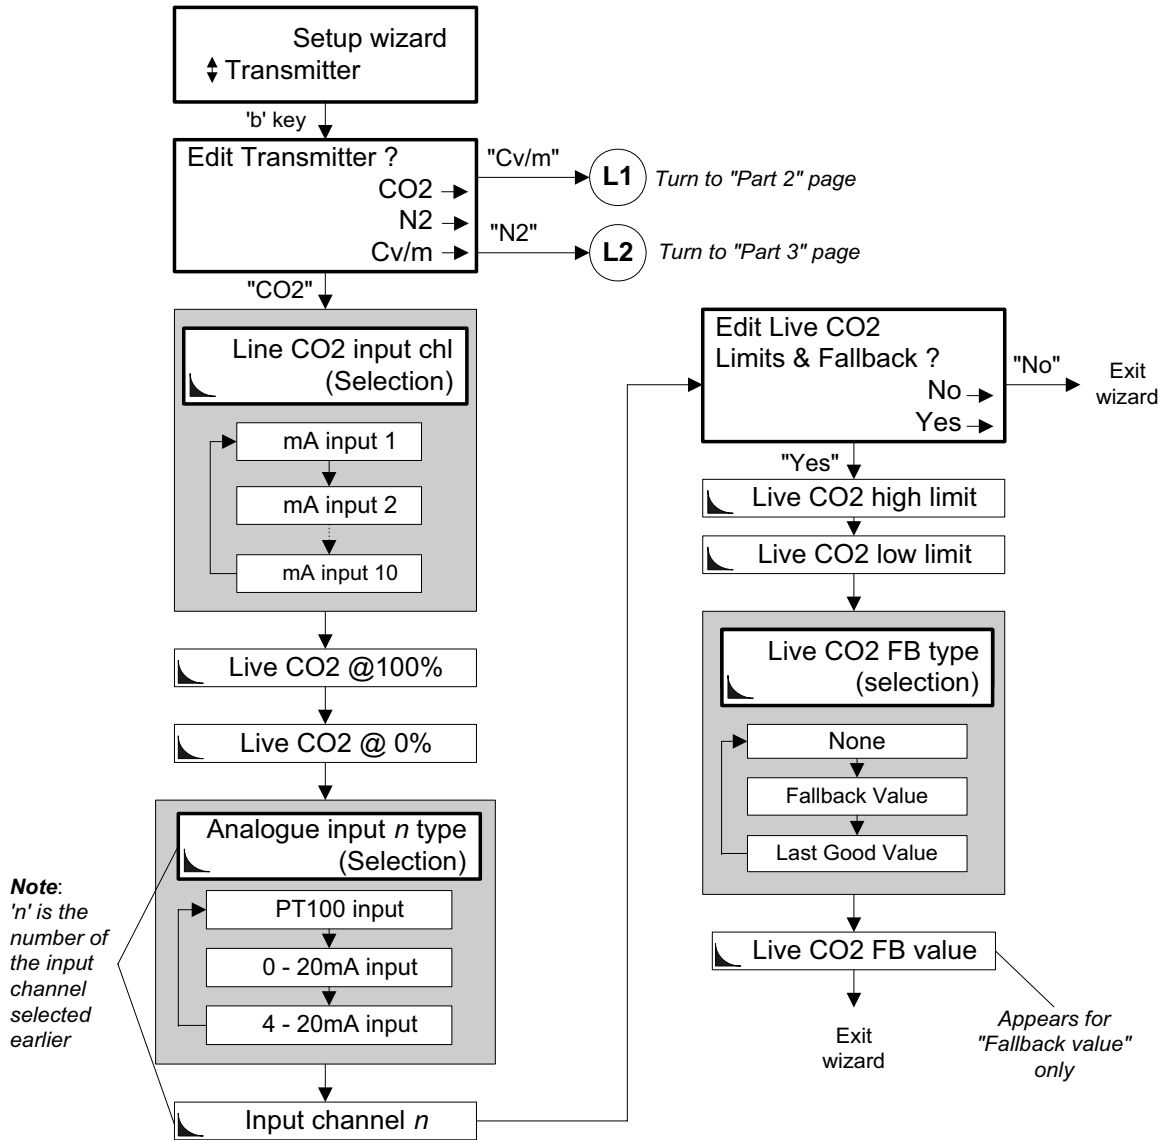 Setup wizard
Transmitter
'b' key
Edit Transmitter ?
CO2
N2
Cv/m
"Cv/m"
L1
Turn to "Part 2" page
"N2"
L2
Turn to "Part 3" page
"CO2"
Line CO2 input chl
(Selection)
mA input 1
mA input 2
mA input 10
Live CO2 @100%
Live CO2 @ 0%
Analogue input n type
(Selection)
PT100 input
0 - 20mA input
4 - 20mA input
Note:
'n' is the
number of
the input
channel
selected
earlier
Input channel n
Edit Live CO2
Limits & Fallback ?
No
Yes
"No"
Exit
wizard
"Yes"
Live CO2 high limit
Live CO2 low limit
Live CO2 FB type
(selection)
None
Fallback Value
Last Good Value
Live CO2 FB value
Exit
wizard
Appears for
"Fallback value"
only